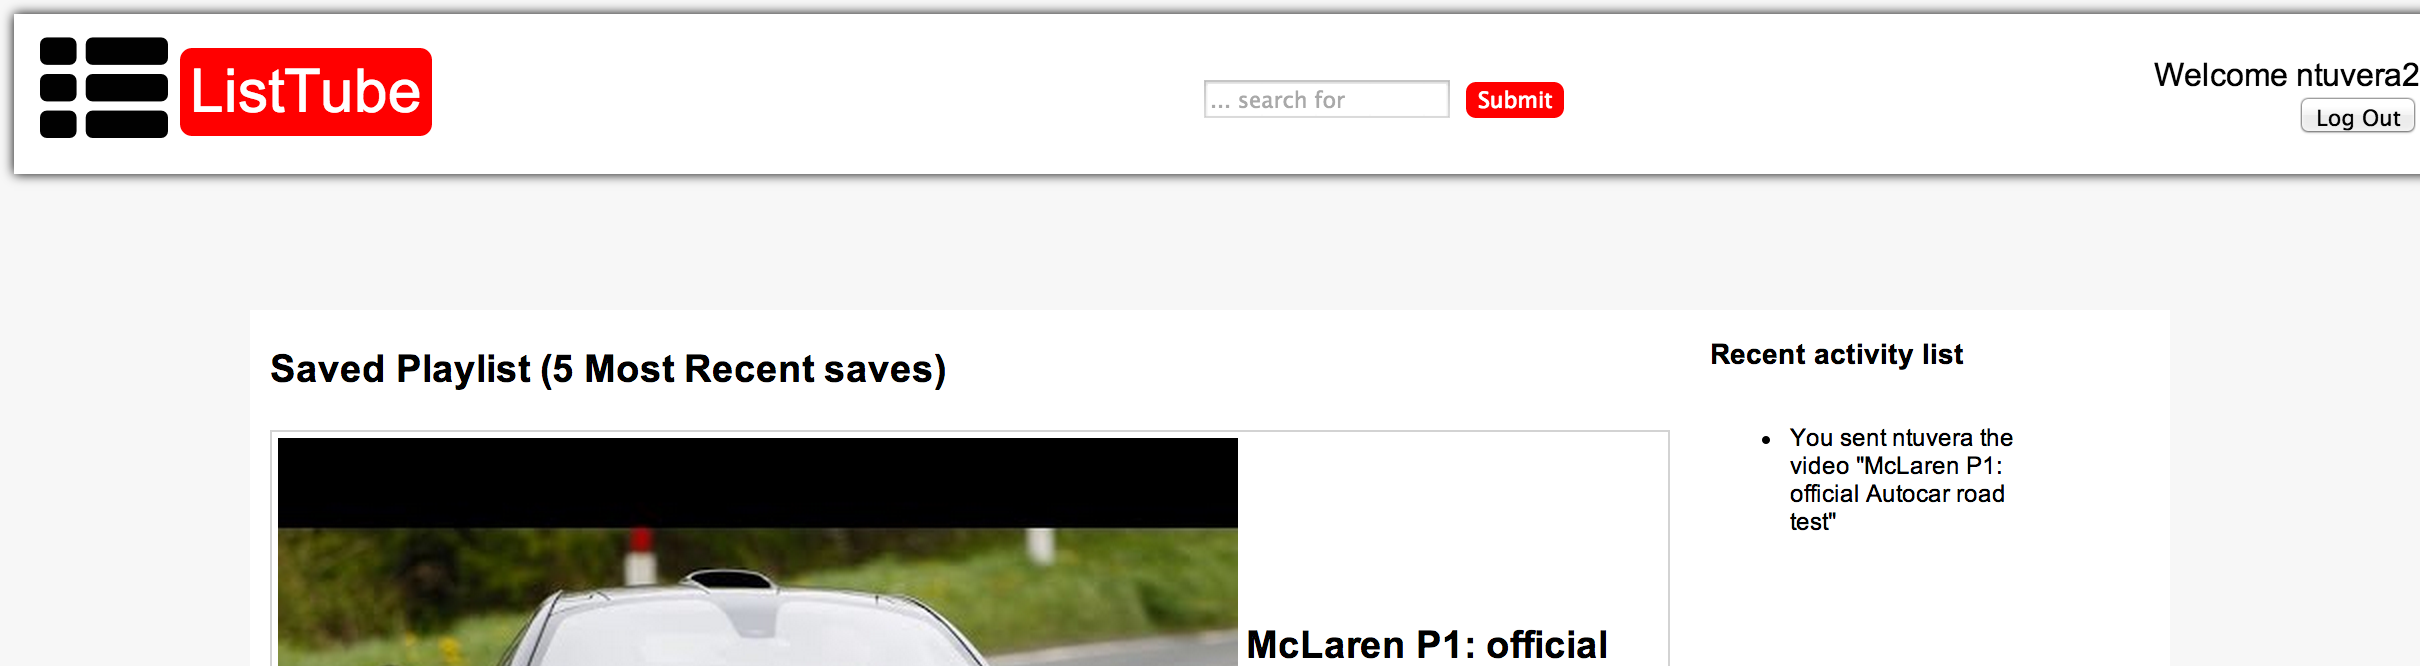 ListTube
... search for
Submit
Welcome ntuvera2
Log Out
Saved Playlist (5 Most Recent saves)
McLaren P1: official
Recent activity list
• You sent ntuvera the
video "McLaren P1:
official Autocar road
test"